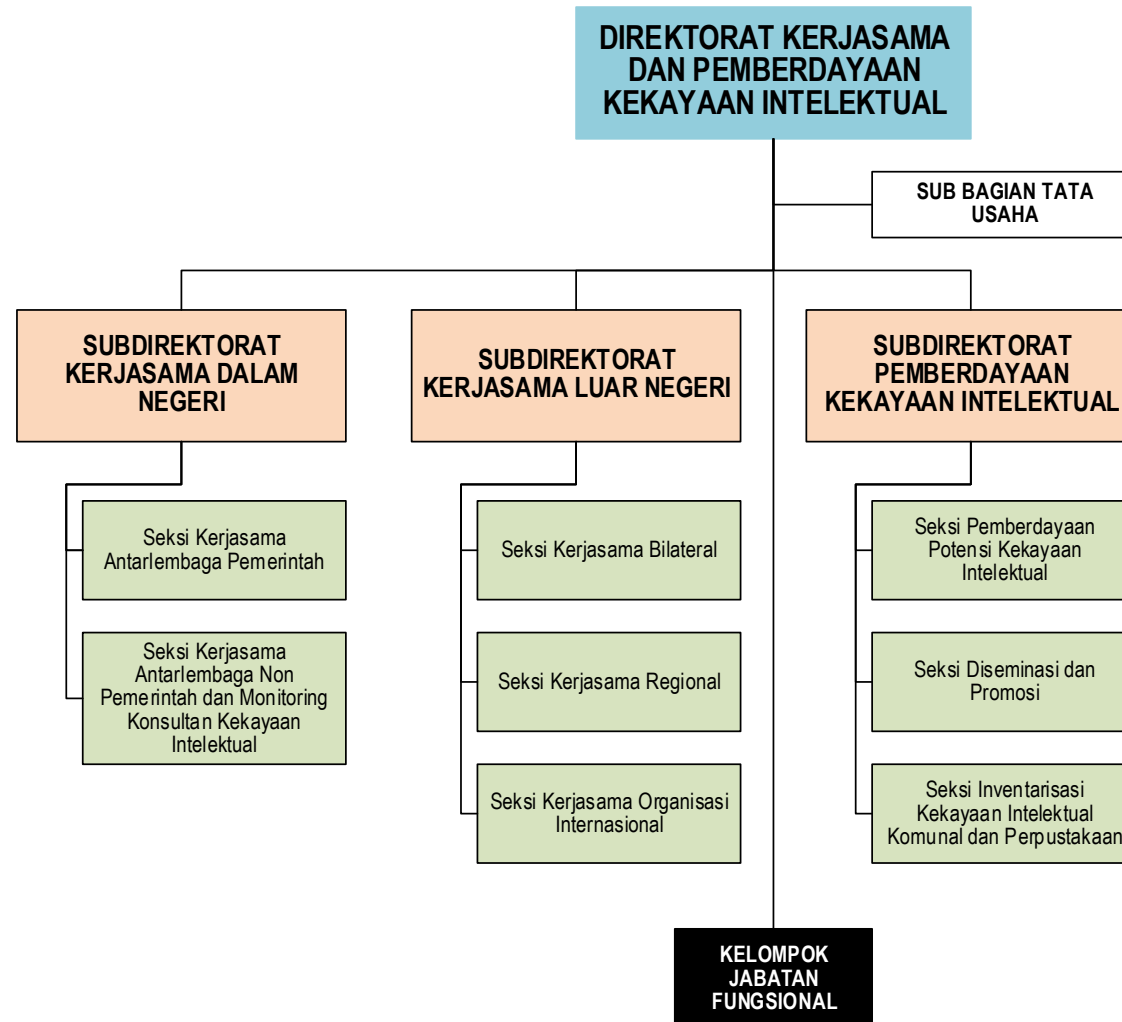 DIREKTORAT KERJASAMA
DAN PEMBERDAYAAN
KEKAYAAN INTELEKTUAL
SUB BAGIAN TATA
USAHA
SUBDIREKTORAT
KERJASAMA DALAM
NEGERI
SUBDIREKTORAT
KERJASAMA LUAR NEGERI
SUBDIREKTORAT
PEMBERDAYAAN
KEKAYAAN INTELEKTUAL
Seksi Kerjasama
Antarlembaga Pemerintah
Seksi Kerjasama
Antarlembaga Non
Pemerintah dan Monitoring
Konsultan Kekayaan
Intelektual
Seksi Kerjasama Bilateral
Seksi Kerjasama Regional
Seksi Kerjasama Organisasi
Internasional
Seksi Pemberdayaan
Potensi Kekayaan
Intelektual
Seksi Diseminasi dan
Promosi
Seksi Inventarisasi
Kekayaan Intelektual
Komunal dan Perpustakaan
KELOMPOK
JABATAN
FUNGSIONAL